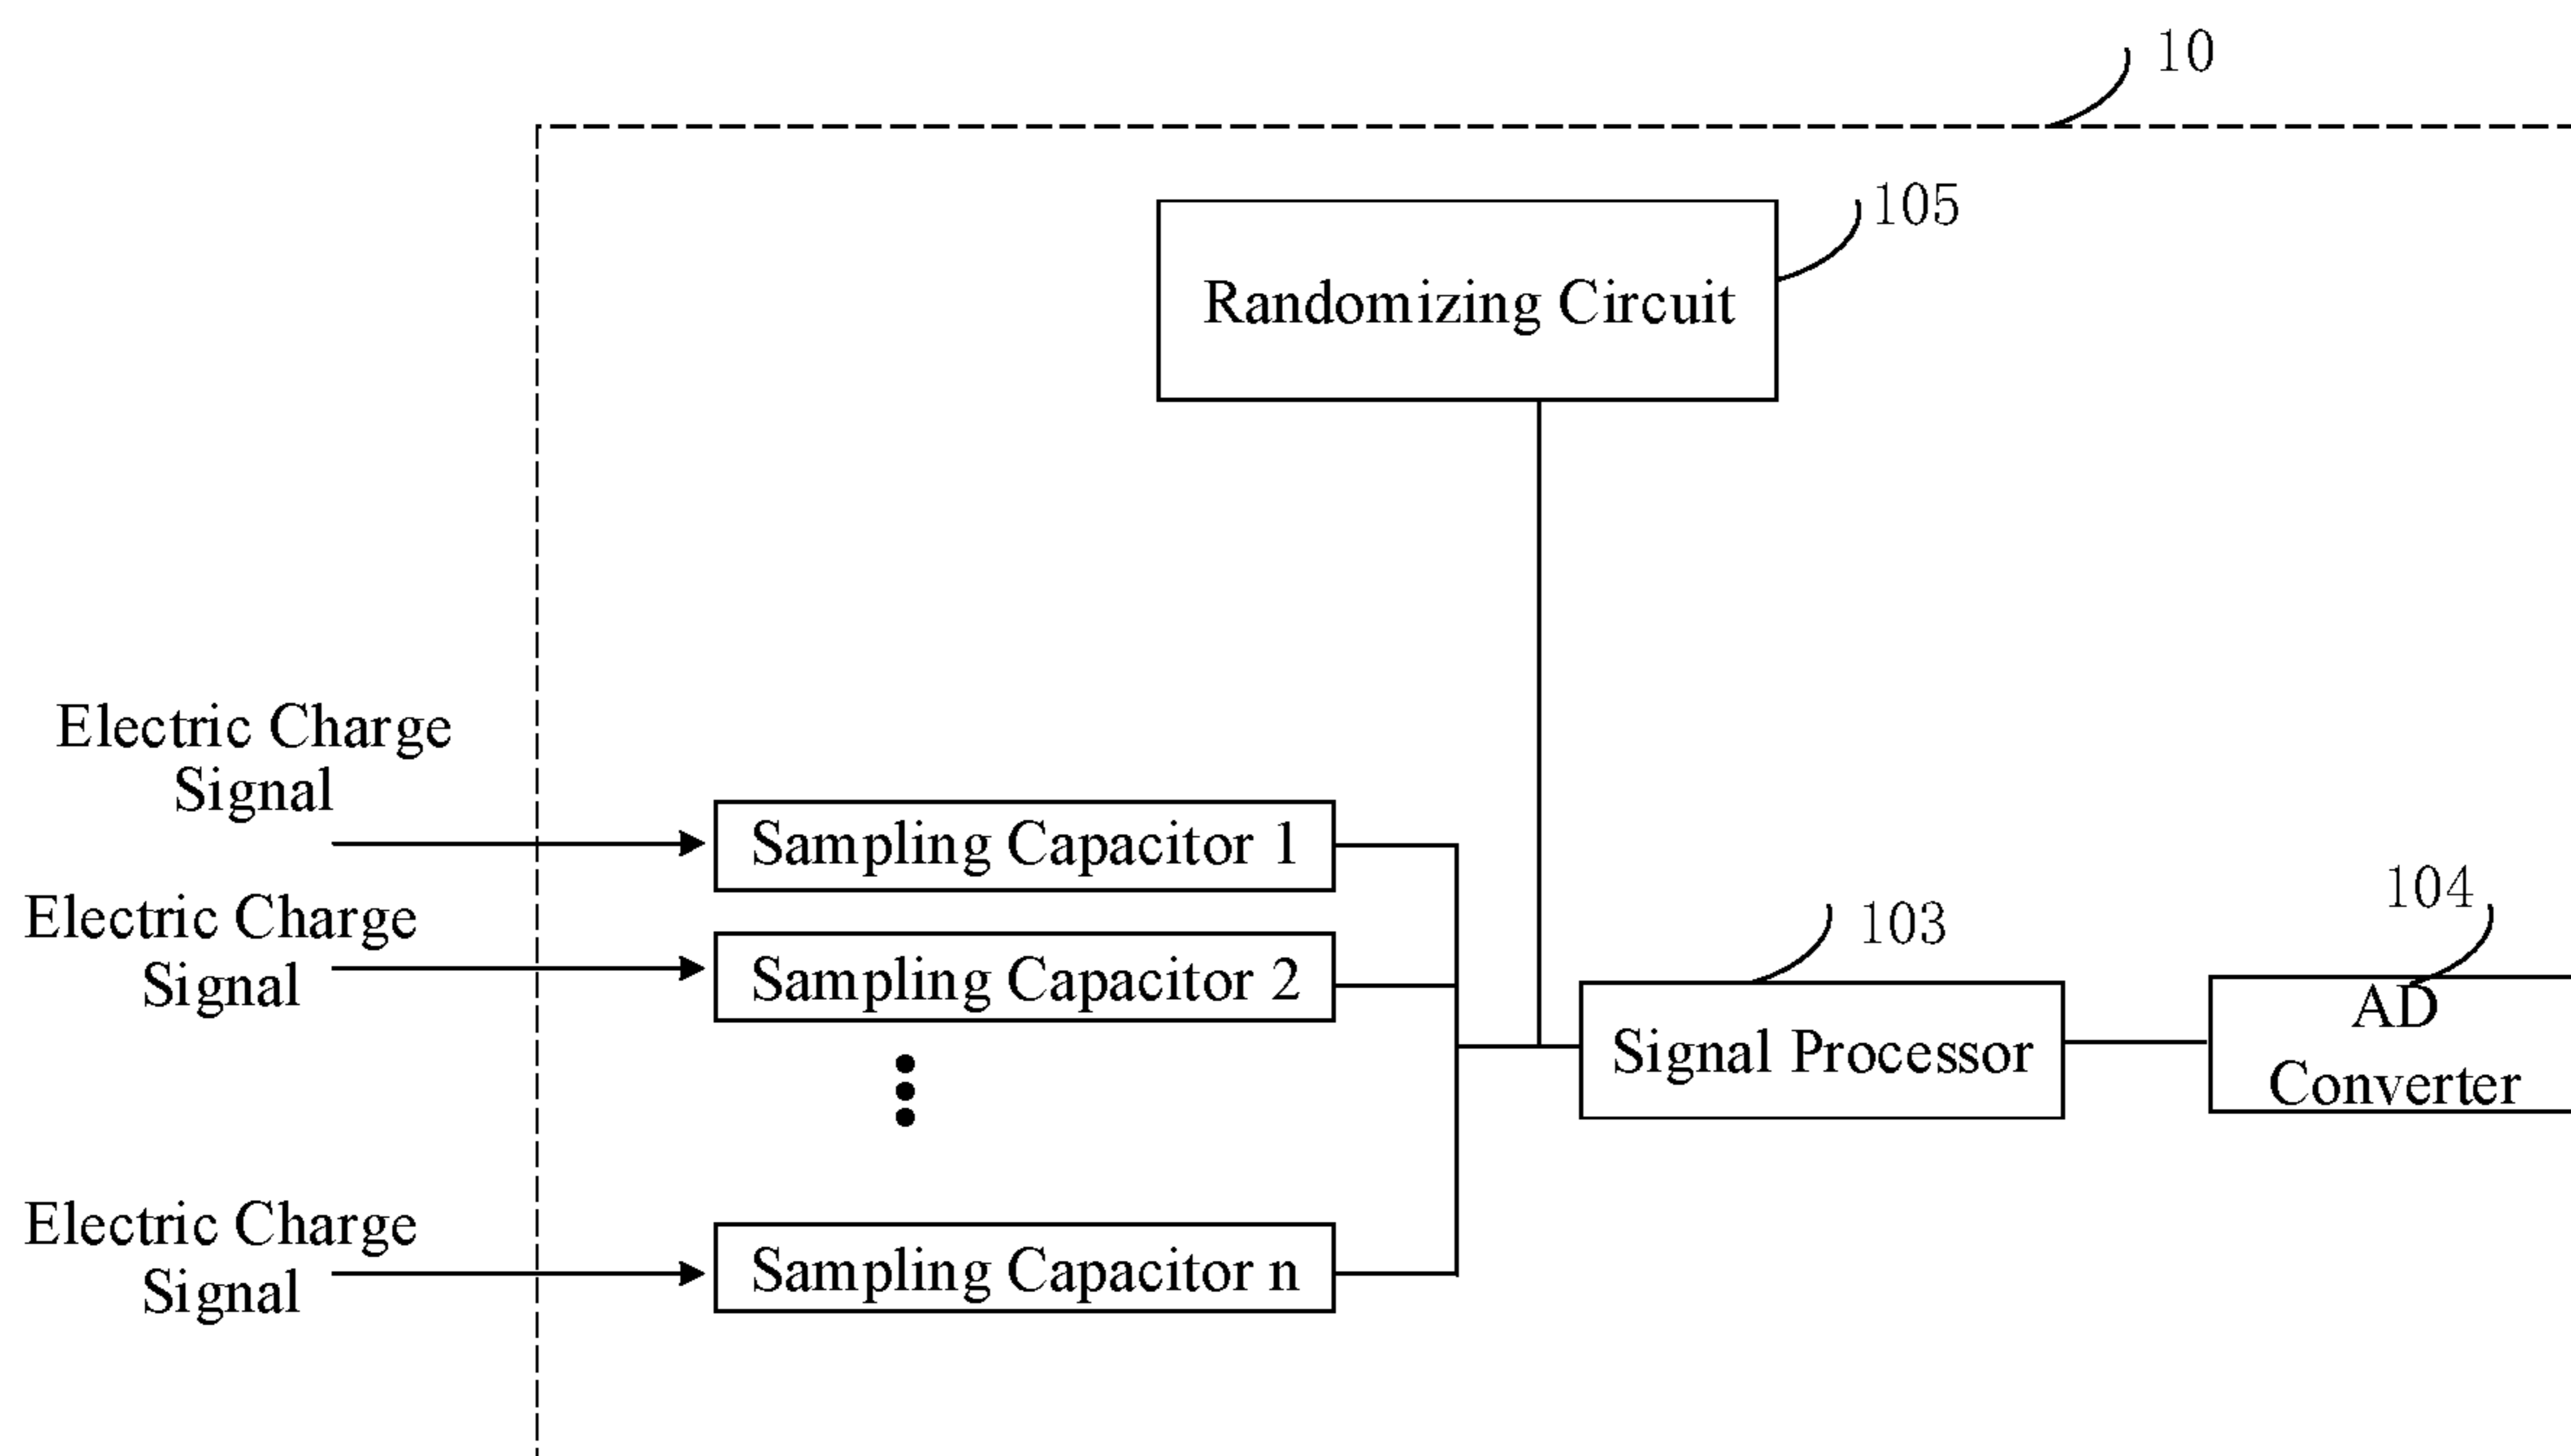 10
105
Randomizing Circuit
Electric Charge
Signal
Sampling Capacitor 1
Electric Charge
Signal
Sampling Capacitor 2
103
104
Signal Processor
AD
Converter
Electric Charge
Signal
Sampling Capacitor n